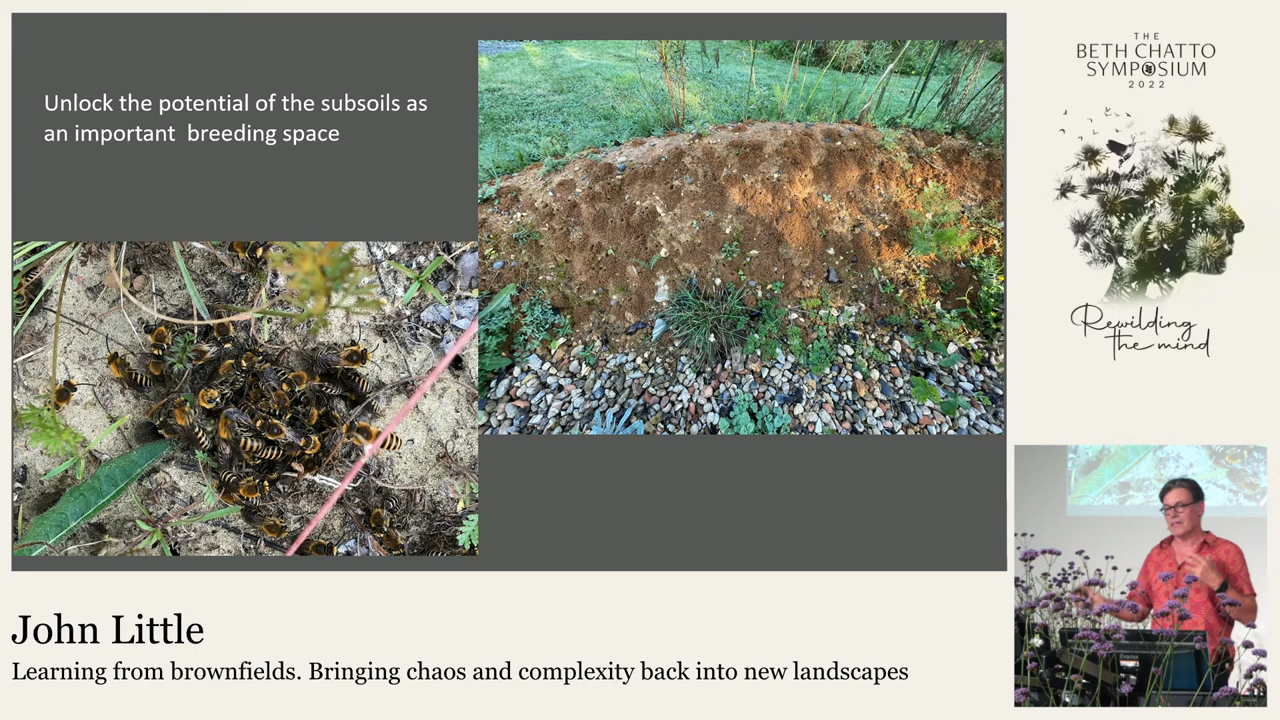 Unlock the potential of the subsoils as
an important breeding space
THE
BETH CHATTO
SYMPOSIUM
2022
Rewilding
the mind
John Little
Learning from brownfields. Bringing chaos and complexity back into new landscapes